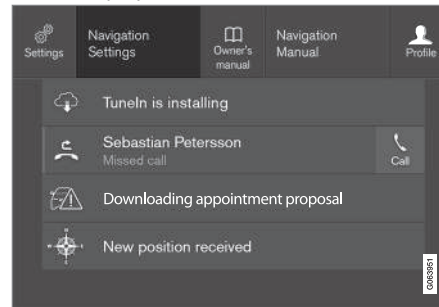 Settings
Navigation
Settings
Owner's
manual
Navigation
Manual
Profile
TuneIn is installing
Sebastian Petersson
Missed call
Call
Downloading appointment proposal
New position received
G063951